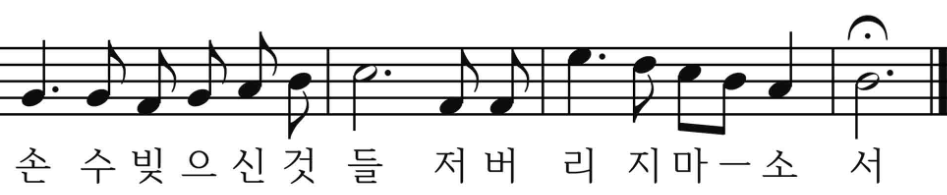 손 수 빚 으 신 것 들 저 버 리 지 마 ㅡ 소 서